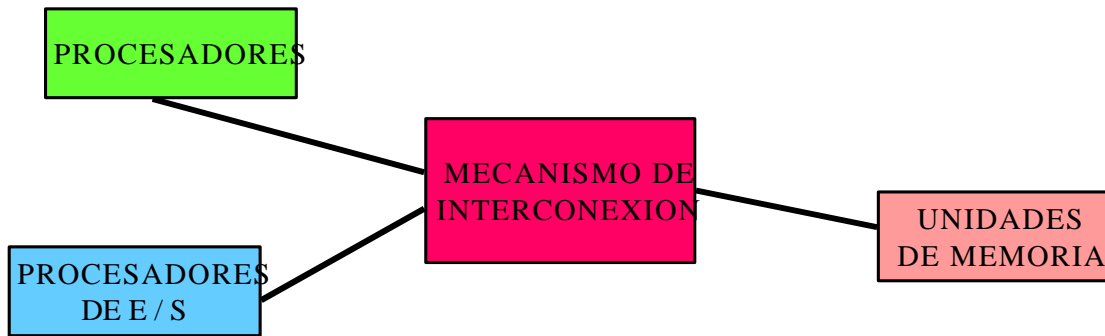 PROCESADORES
MECANISMO DE
INTERCONEXION
UNIDADES
DE MEMORIA
PROCESADORES
DE E / S